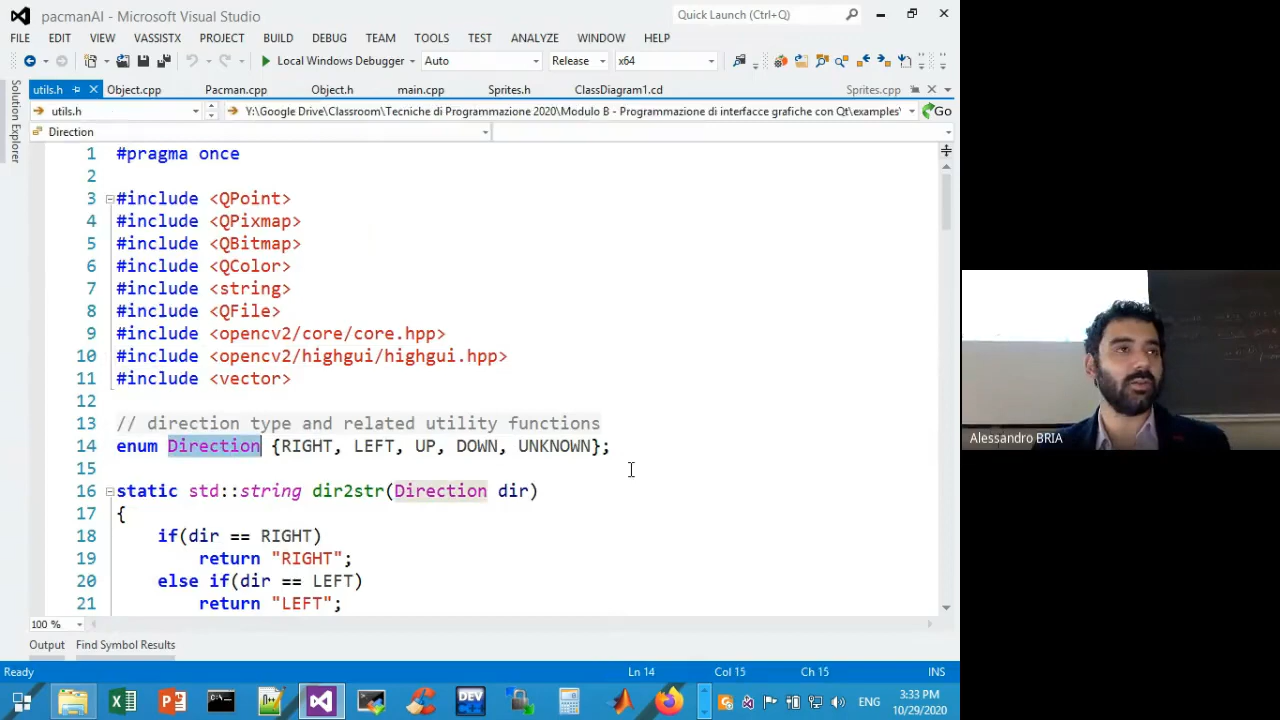 pacmanAI - Microsoft Visual Studio
Quick Launch (Ctrl+Q)
FILE EDIT VIEW VASSISTX PROJECT BUILD DEBUG TEAM TOOLS TEST ANALYZE WINDOW HELP
Local Windows Debugger Auto Release x64
utils.h Object.cpp Pacman.cpp Object.h main.cpp Sprites.h ClassDiagram1.cd Sprites.cpp
utils.h Y:\Google Drive\Classroom\Tecniche di Programmazione 2020\Modulo B - Programmazione di interfacce grafiche con Qt\examples' Go
Direction
Solution Explorer
1 #pragma once
2
3 #include <QPoint>
4 #include <QPixmap>
5 #include <QBitmap>
6 #include <QColor>
7 #include <string>
8 #include <QFile>
9 #include <opencv2/core/core.hpp>
10 #include <opencv2/highgui/highgui.hpp>
11 #include <vector>
12
13 // direction type and related utility functions
14 enum Direction {RIGHT, LEFT, UP, DOWN, UNKNOWN};
15
16 static std::string dir2str(Direction dir)
17 {
18 if(dir == RIGHT)
19 return "RIGHT";
20 else if(dir == LEFT)
21 return "LEFT";
100 %
Output Find Symbol Results
Ready Ln 14 Col 15 Ch 15 INS
DEV
ENG
3:33 PM
10/29/2020
Alessandro BRIA